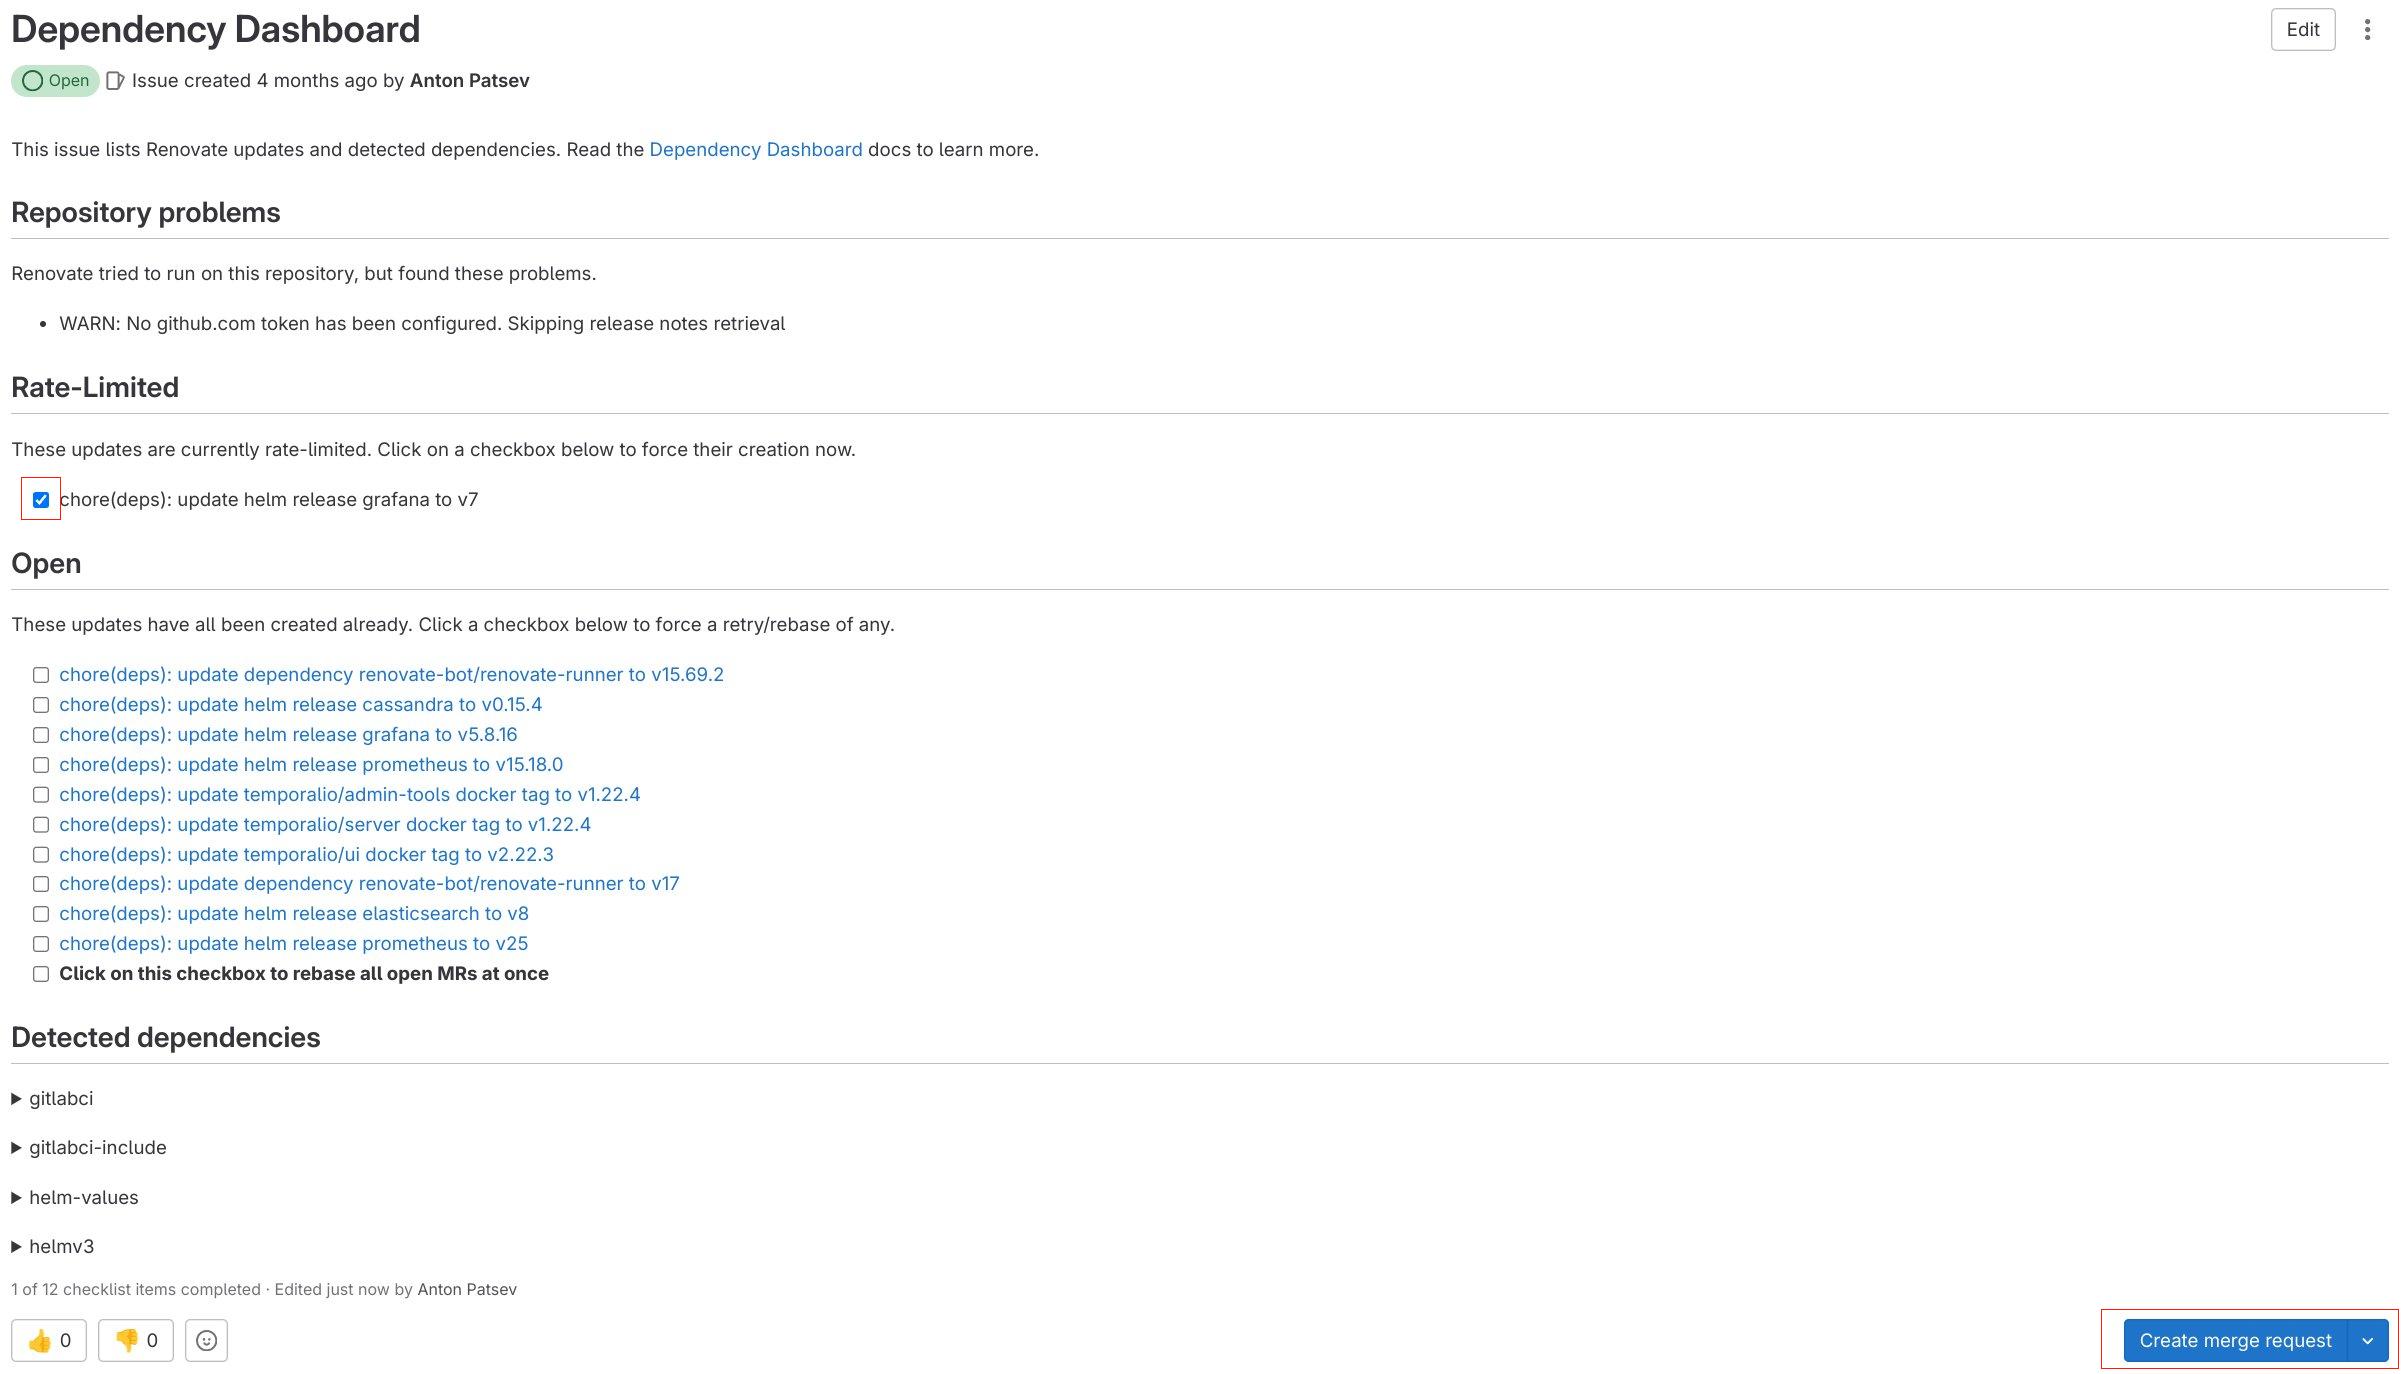 Dependency Dashboard
Edit
Open Issue created 4 months ago by Anton Patsev
This issue lists Renovate updates and detected dependencies. Read the Dependency Dashboard docs to learn more.
Repository problems
Renovate tried to run on this repository, but found these problems.
• WARN: No github.com token has been configured. Skipping release notes retrieval
Rate-Limited
These updates are currently rate-limited. Click on a checkbox below to force their creation now.
chore(deps): update helm release grafana to v7
Open
These updates have all been created already. Click a checkbox below to force a retry/rebase of any.
chore(deps): update dependency renovate-bot/renovate-runner to v15.69.2
chore(deps): update helm release cassandra to v0.15.4
chore(deps): update helm release grafana to v5.8.16
chore(deps): update helm release prometheus to v15.18.0
chore(deps): update temporalio/admin-tools docker tag to v1.22.4
chore(deps): update temporalio/server docker tag to v1.22.4
chore(deps): update temporalio/ui docker tag to v2.22.3
chore(deps): update dependency renovate-bot/renovate-runner to v17
chore(deps): update helm release elasticsearch to v8
chore(deps): update helm release prometheus to v25
Click on this checkbox to rebase all open MRs at once
Detected dependencies
gitlabci
gitlabci-include
helm-values
helmv3
1 of 12 checklist items completed · Edited just now by Anton Patsev
0 0
Create merge request